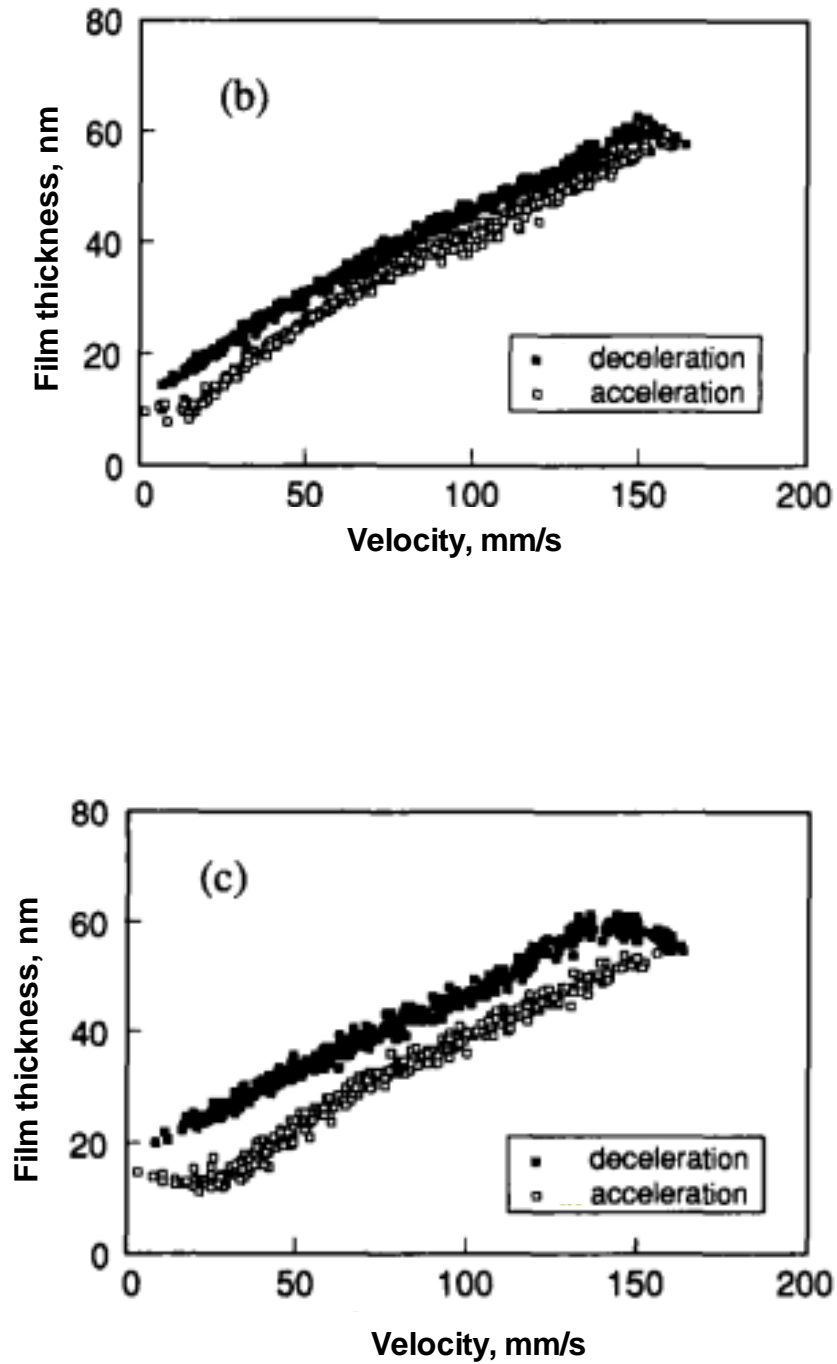 80
60
40
20
0
Film thickness, nm
(b)
deceleration
acceleration
0 50 100 150 200
Velocity, mm/s
80
60
40
20
0
Film thickness, nm
(c)
deceleration
acceleration
0 50 100 150 200
Velocity, mm/s